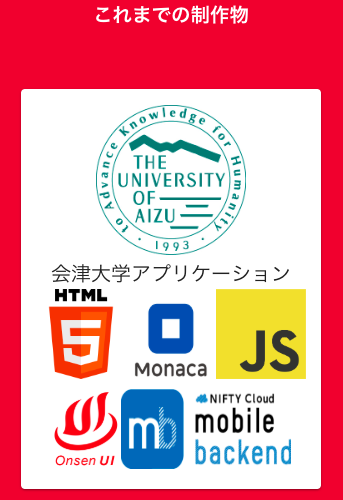 これまでの制作物
to Advance Knowledge for Humanity
THE
UNIVERSITY
OF
AIZU
· 1993 ·
会津大学アプリケーション
HTML
5
Monaca
JS
Onsen UI
mb
NIFTY Cloud
mobile
backend